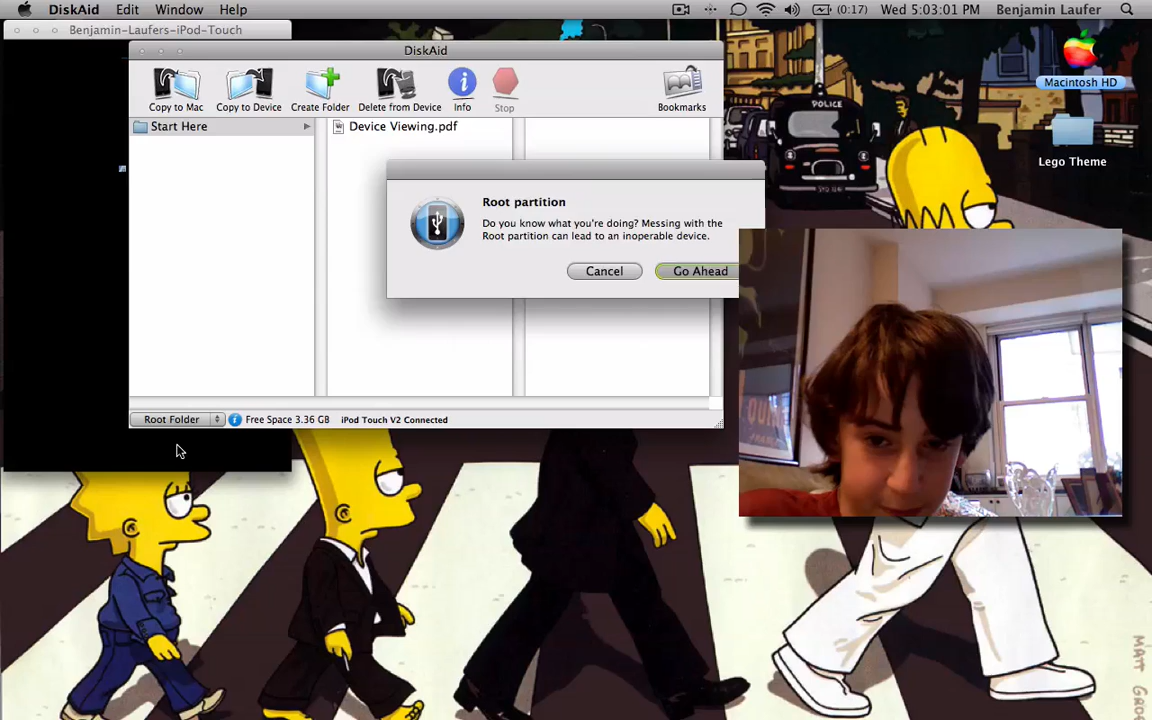 DiskAid Edit Window Help (0:17) Wed 5:03:01 PM Benjamin Laufer
Benjamin-Laufers-iPod-Touch
DiskAid
Copy to Mac Copy to Device Create Folder Delete from Device Info Stop Bookmarks
Start Here Device Viewing.pdf
Root partition
Do you know what you're doing? Messing with the
Root partition can lead to an inoperable device.
Cancel Go Ahead
Root Folder Free Space 3.36 GB iPod Touch V2 Connected
POLICE
Macintosh HD
Lego Theme
MATT GROE